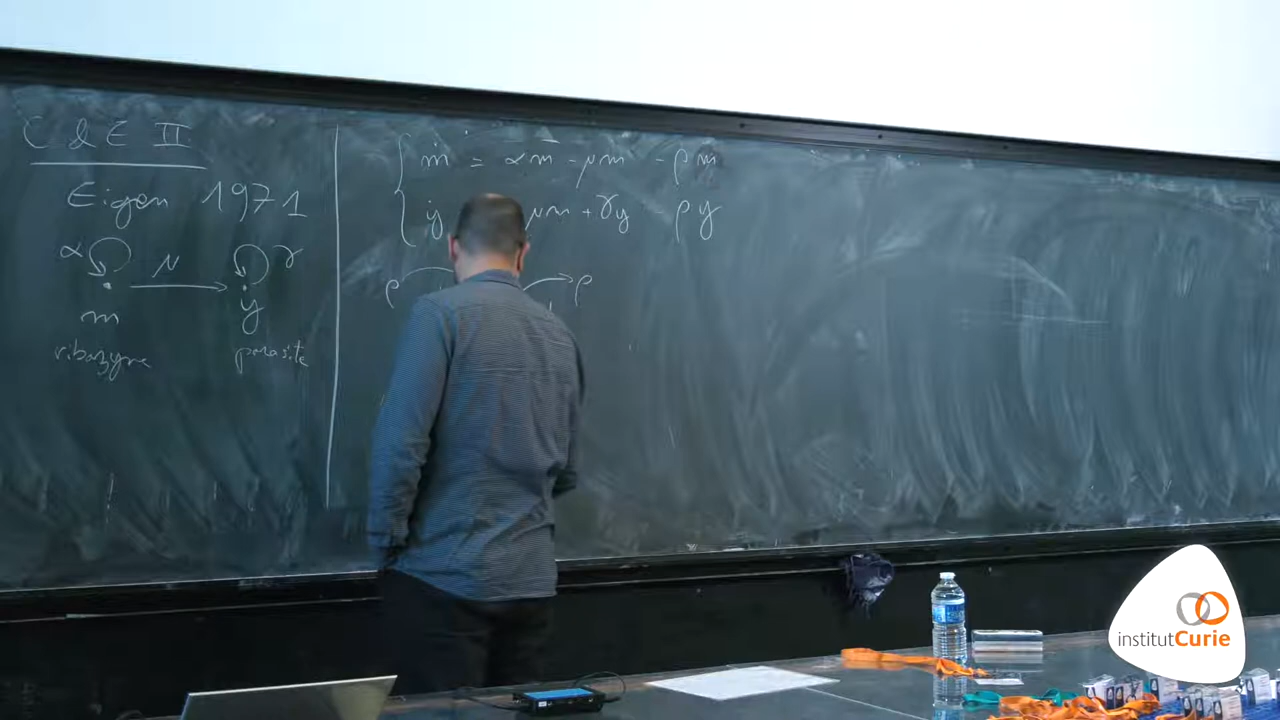 C & E II
Eigen 1971
α μ γ
m y
ribozyme parasite
ṁ = αm - μm - ρm
ẏ μm + γy - ρy
ρ ρ
institutCurie